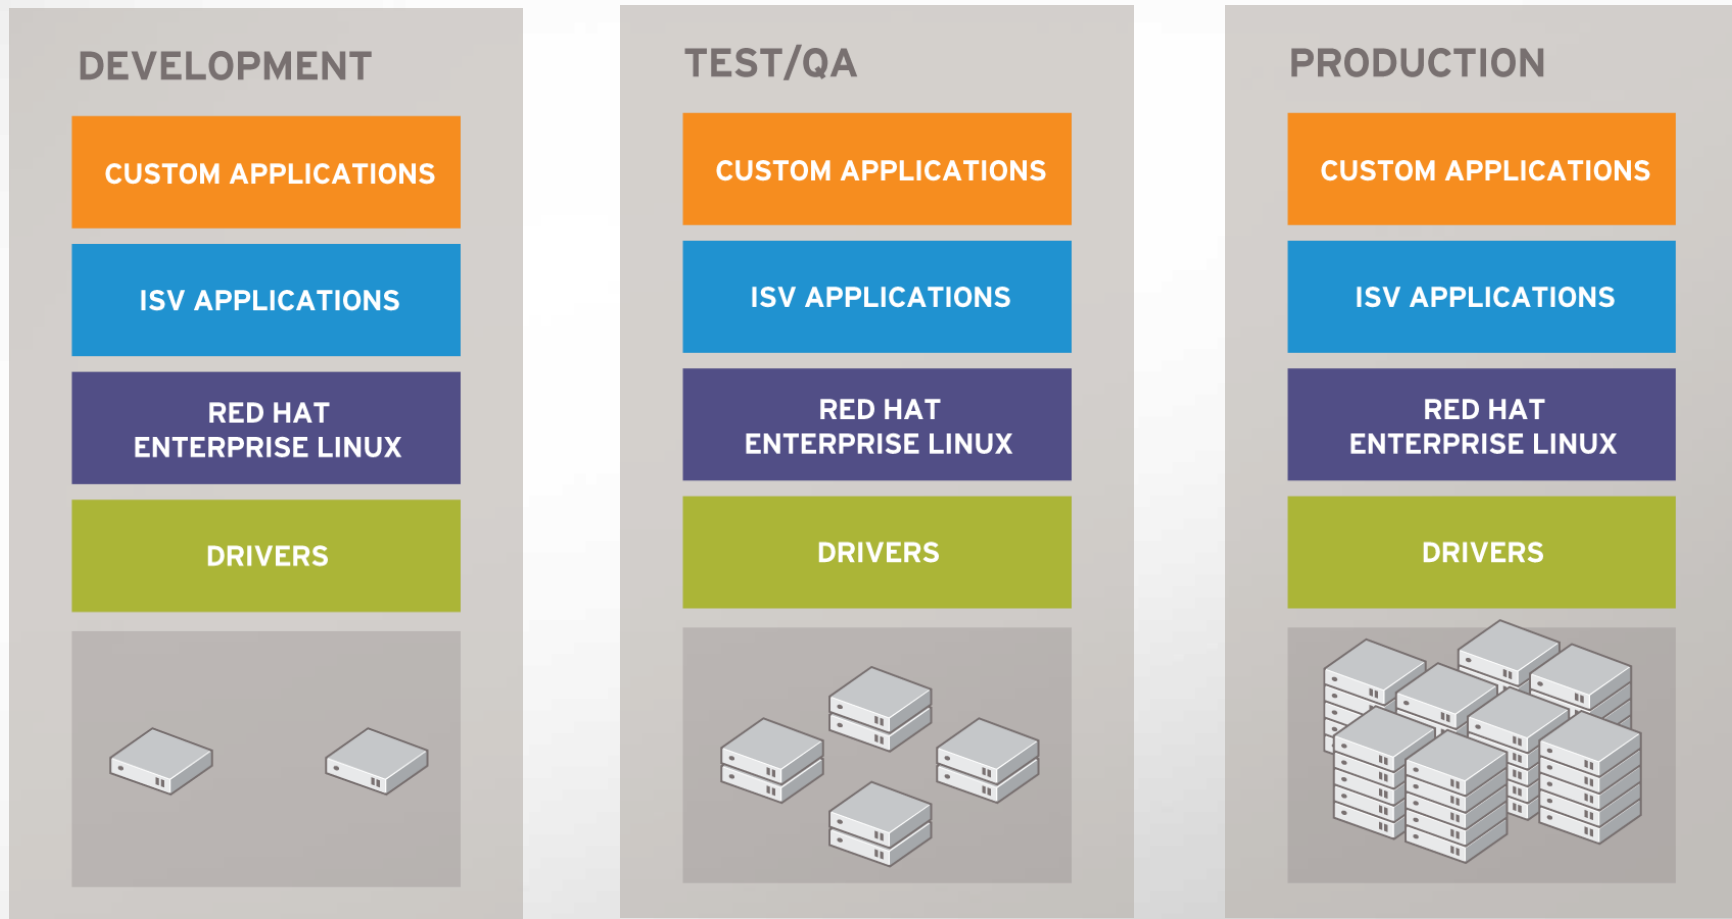 DEVELOPMENT
CUSTOM APPLICATIONS
ISV APPLICATIONS
RED HAT
ENTERPRISE LINUX
DRIVERS
TEST/QA
CUSTOM APPLICATIONS
ISV APPLICATIONS
RED HAT
ENTERPRISE LINUX
DRIVERS
PRODUCTION
CUSTOM APPLICATIONS
ISV APPLICATIONS
RED HAT
ENTERPRISE LINUX
DRIVERS